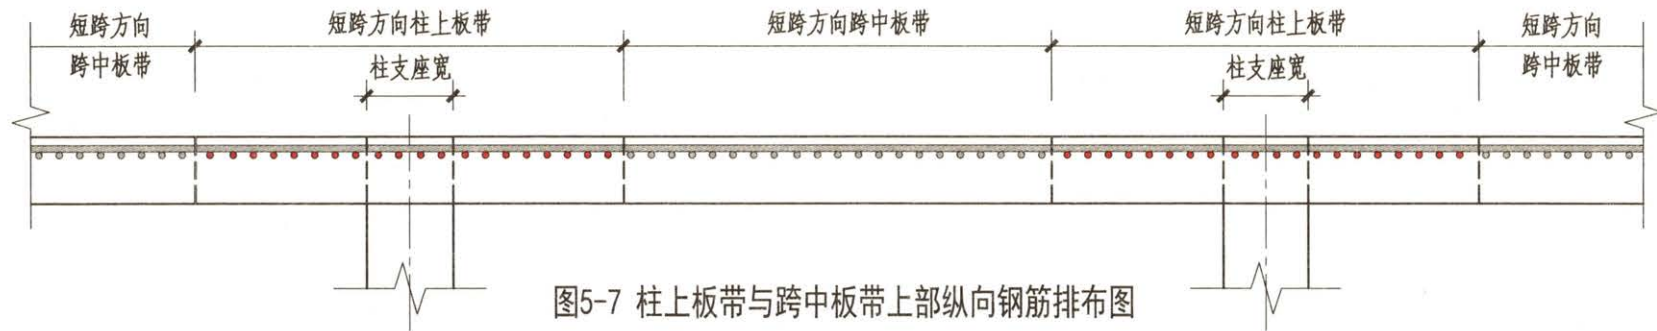 短跨方向
跨中板带
短跨方向柱上板带
柱支座宽
短跨方向跨中板带
短跨方向柱上板带
柱支座宽
短跨方向
跨中板带
图5-7 柱上板带与跨中板带上部纵向钢筋排布图